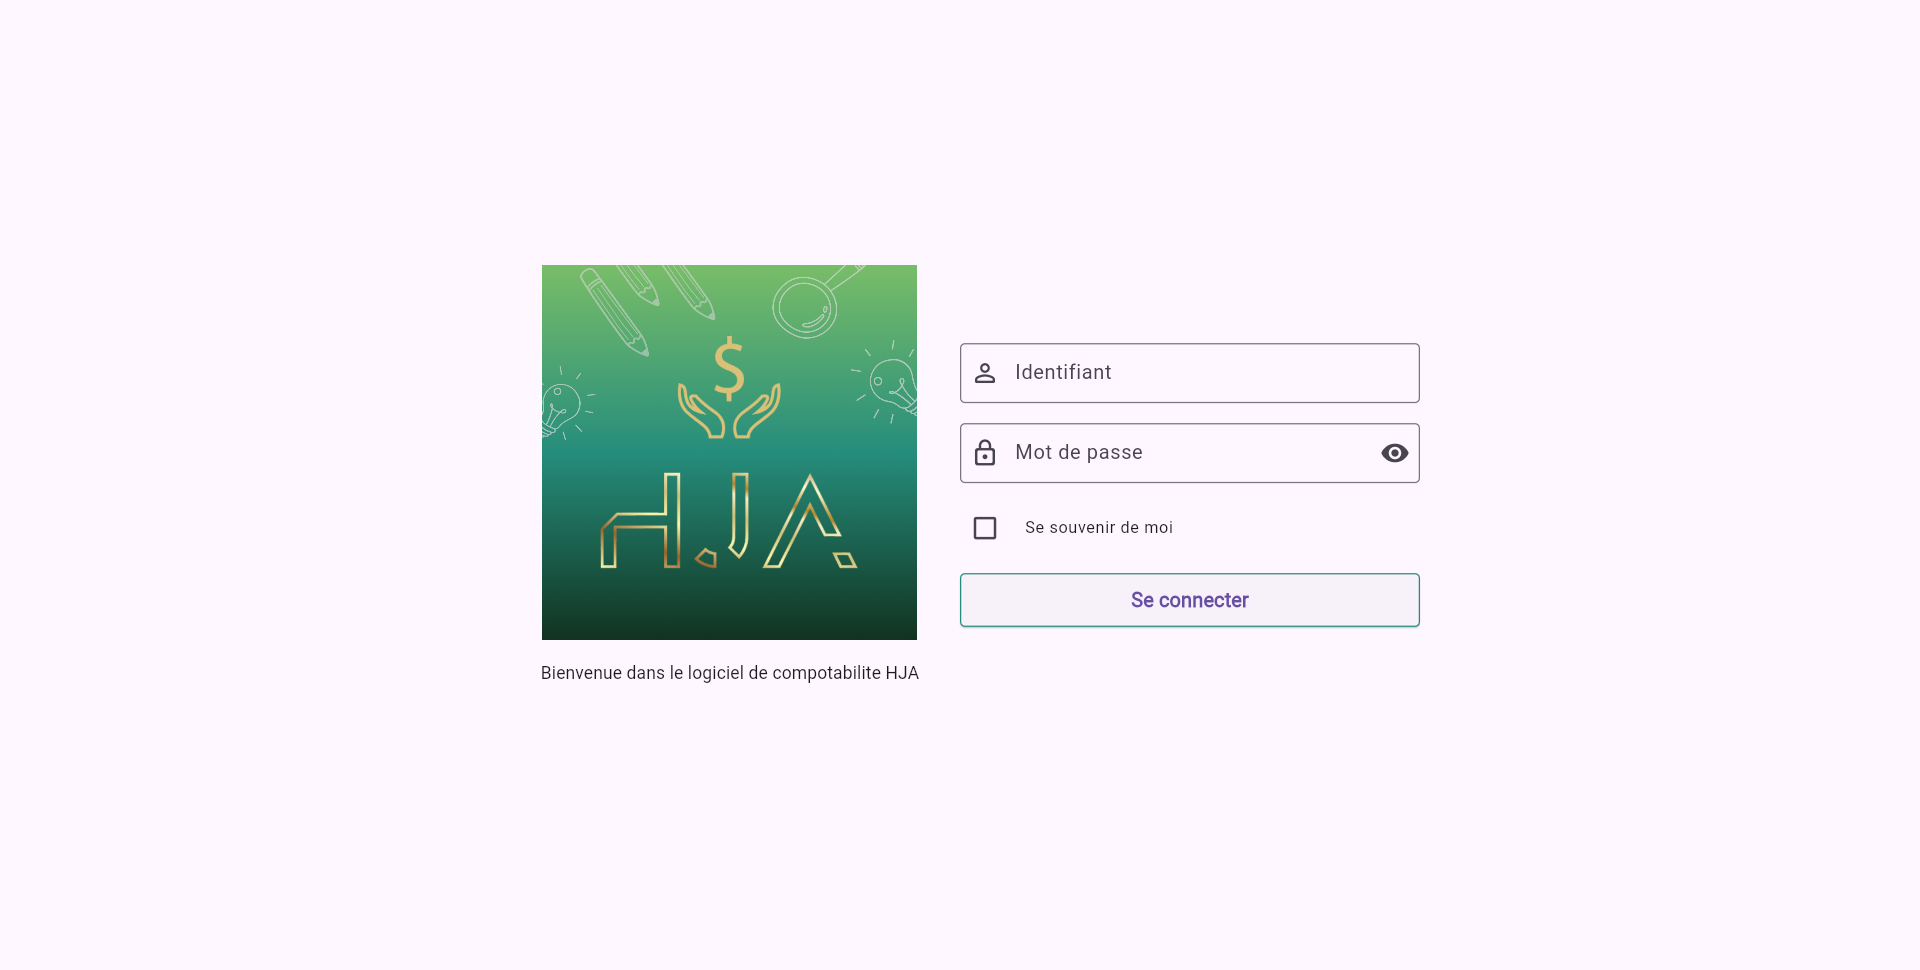 $
HJA
Bienvenue dans le logiciel de compotabilite HJA
Identifiant
Mot de passe
Se souvenir de moi
Se connecter